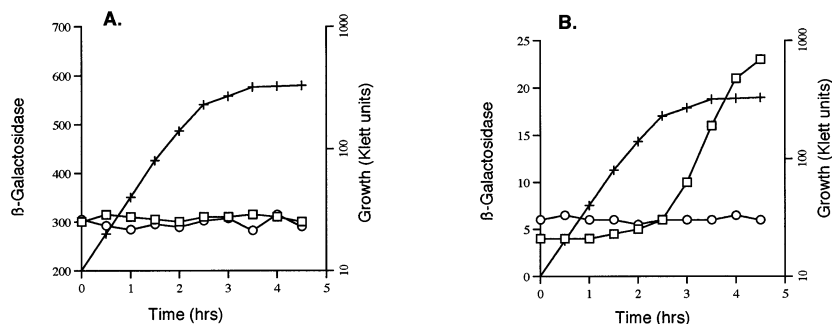 A.
700
600
500
400
300
200
ß-Galactosidase
0 1 2 3 4 5
Time (hrs)
1000
100
10
Growth (Klett units)
B.
25
20
15
10
5
0
ß-Galactosidase
0 1 2 3 4 5
Time (hrs)
1000
100
10
Growth (Klett units)